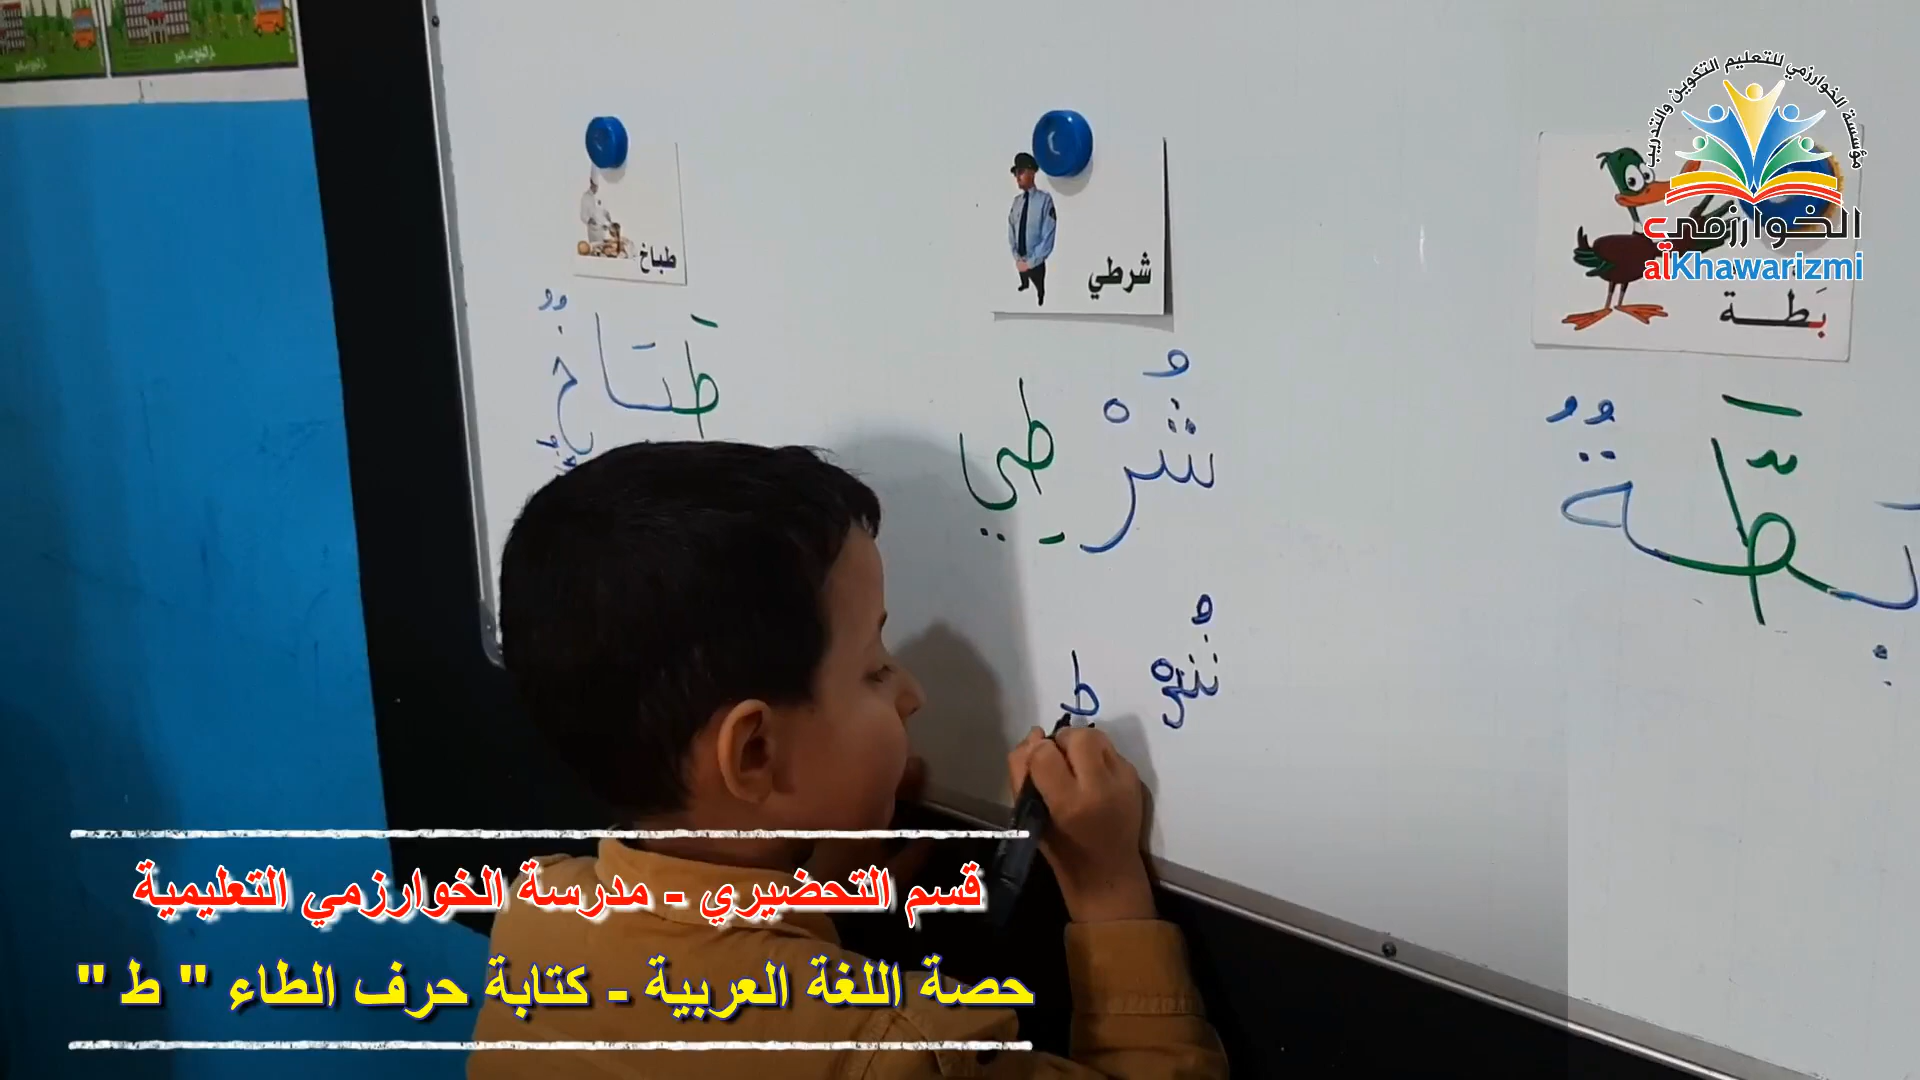 مؤسسة الخوارزمي للتعليم التكوين والتدريب
الخوارزمي
alKhawarizmi
بَطـــة
شرطي
طباخ
بَطَّةٌ
شُرْطِي
طَبَاخٌ
شُرْ ط
قسم التحضيري - مدرسة الخوارزمي التعليمية
حصة اللغة العربية - كتابة حرف الطاء " ط "